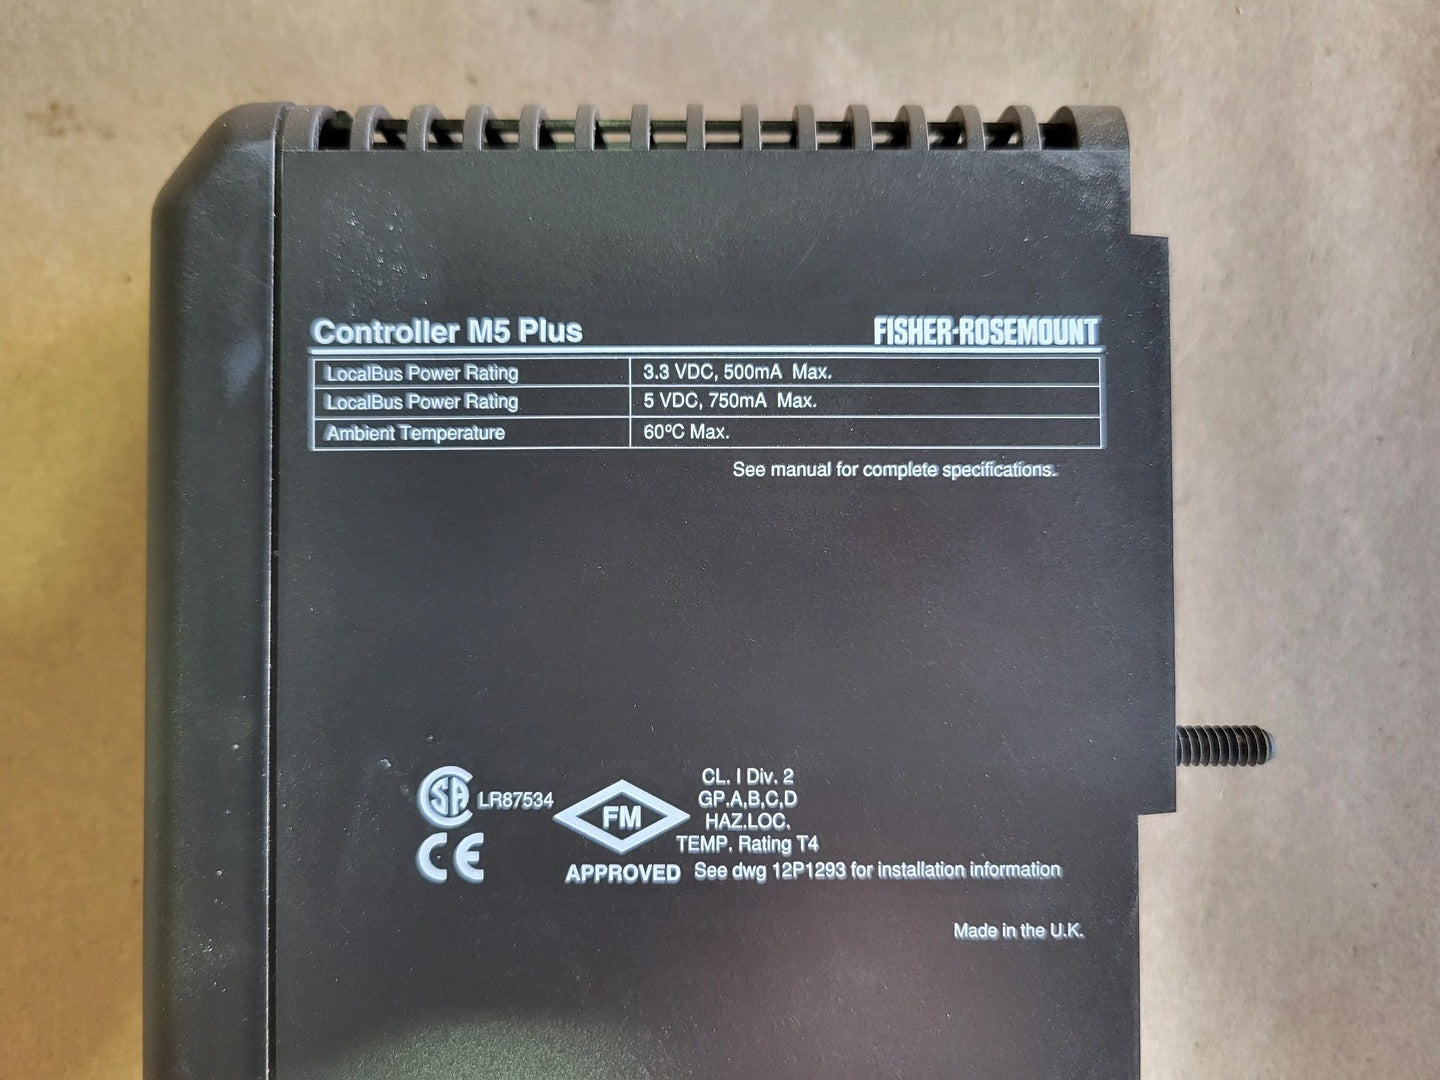 Controller M5 Plus FISHER-ROSEMOUNT
LocalBus Power Rating 3.3 VDC, 500mA Max.
LocalBus Power Rating 5 VDC, 750mA Max.
Ambient Temperature 60ºC Max.
See manual for complete specifications.
CL. I Div. 2
CSA LR87534 FM GP.A,B,C,D
HAZ.LOC.
TEMP. Rating T4
CE APPROVED See dwg 12P1293 for installation information
Made in the U.K.